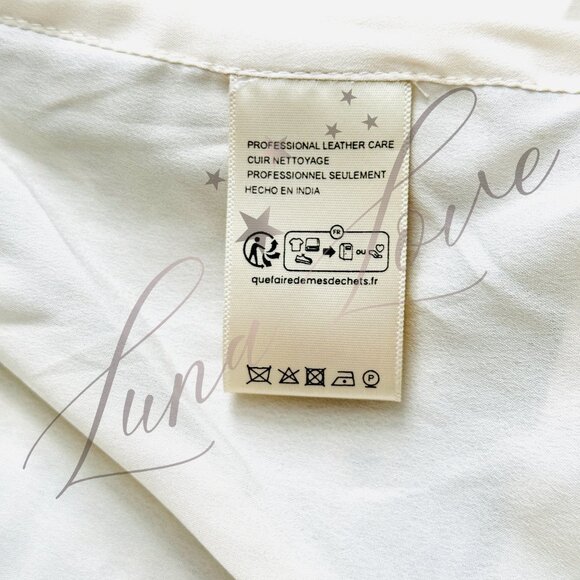 PROFESSIONAL LEATHER CARE
CUIR NETTOYAGE
PROFESSIONNEL SEULEMENT
HECHO EN INDIA
FR
OU
quefairedemesdechets.fr
P
Luna Love